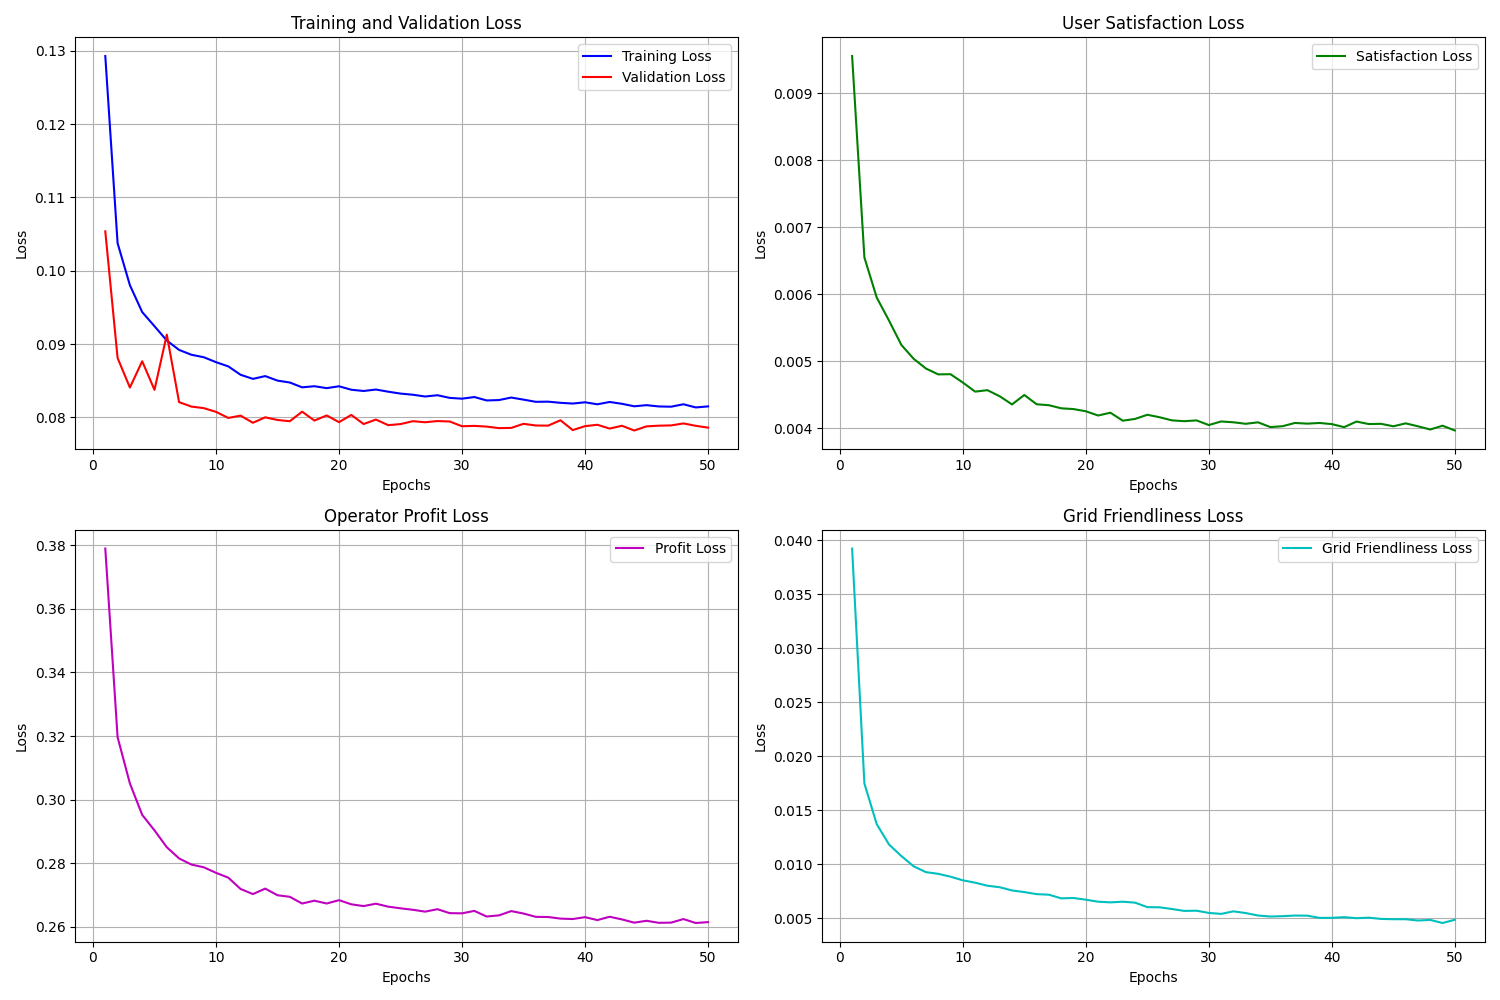 Training and Validation Loss
Training Loss
Validation Loss
0.13
0.12
0.11
0.10
0.09
0.08
Loss
0 10 20 30 40 50
Epochs
User Satisfaction Loss
Satisfaction Loss
0.009
0.008
0.007
0.006
0.005
0.004
Loss
0 10 20 30 40 50
Epochs
Operator Profit Loss
Profit Loss
0.38
0.36
0.34
0.32
0.30
0.28
0.26
Loss
0 10 20 30 40 50
Epochs
Grid Friendliness Loss
Grid Friendliness Loss
0.040
0.035
0.030
0.025
0.020
0.015
0.010
0.005
Loss
0 10 20 30 40 50
Epochs